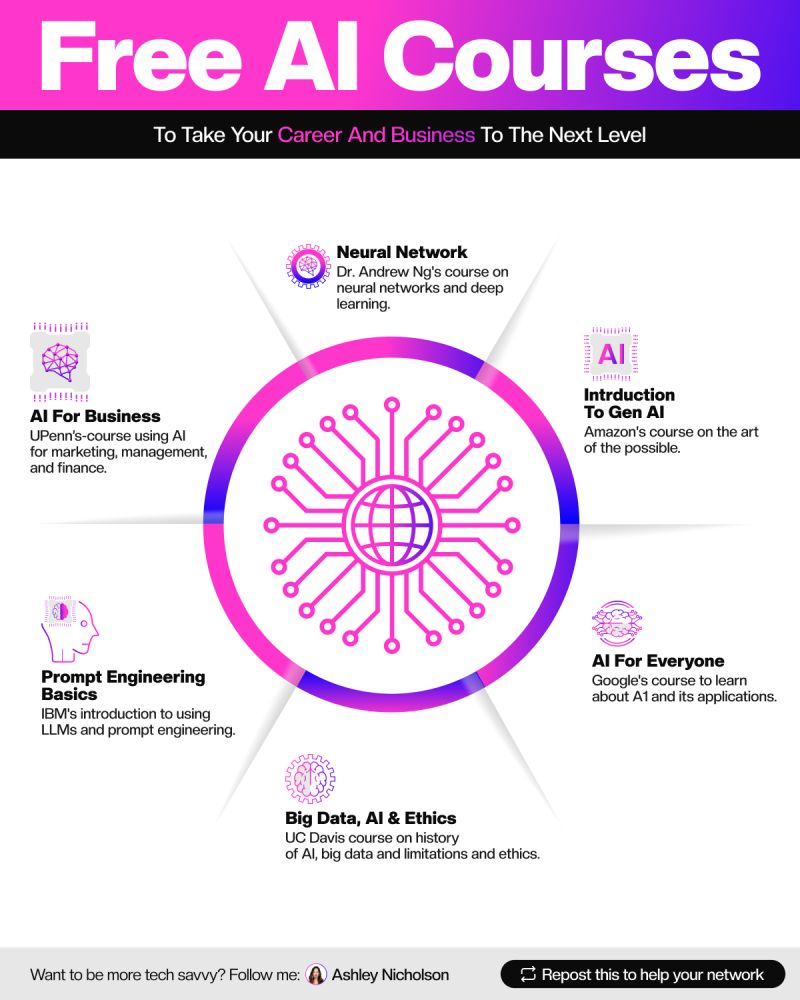 Free AI Courses
To Take Your Career And Business To The Next Level
Neural Network
Dr. Andrew Ng's course on
neural networks and deep
learning.
AI
Intrduction
To Gen AI
Amazon's course on the art
of the possible.
AI For Business
UPenn's-course using AI
for marketing, management,
and finance.
AI For Everyone
Google's course to learn
about A1 and its applications.
Prompt Engineering
Basics
IBM's introduction to using
LLMs and prompt engineering.
Big Data, AI & Ethics
UC Davis course on history
of AI, big data and limitations and ethics.
Want to be more tech savvy? Follow me: Ashley Nicholson
Repost this to help your network